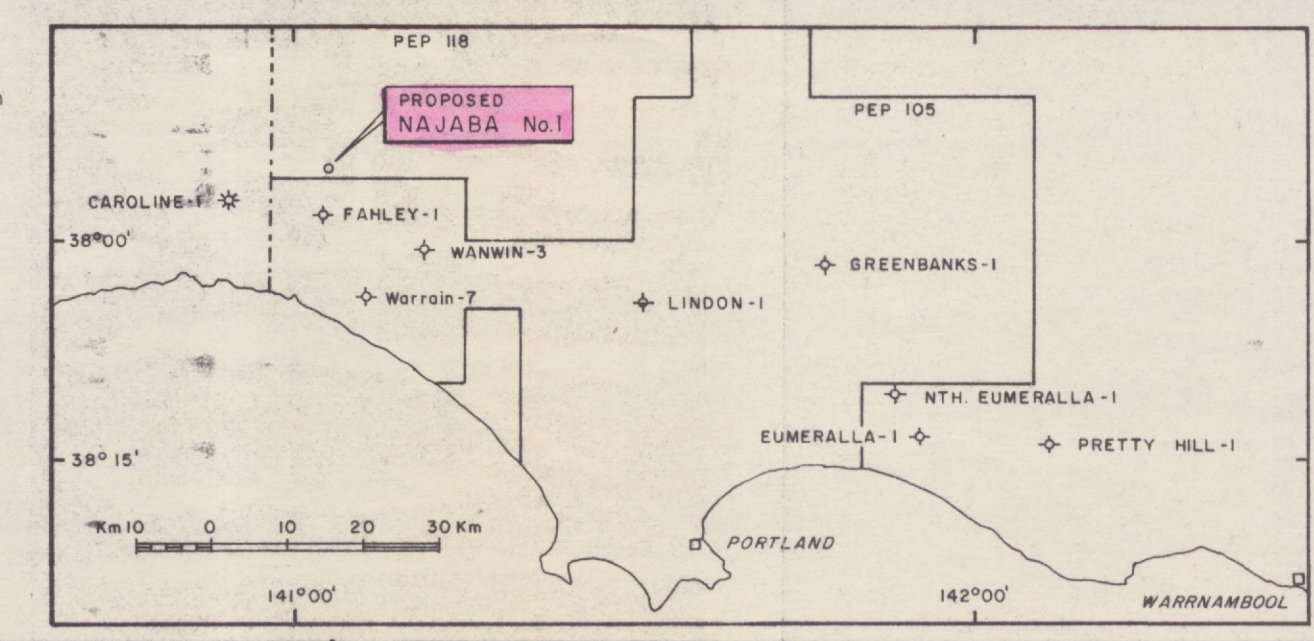 PEP 118
PROPOSED
NAJABA No.1
PEP 105
CAROLINE-1
FAHLEY-1
38°00'
WANWIN-3
GREENBANKS-1
Warrain-7
LINDON-1
NTH. EUMERALLA-1
EUMERALLA-1
PRETTY HILL-1
38°15'
Km 10 0 10 20 30 Km
PORTLAND
141°00'
142°00'
WARRNAMBOOL